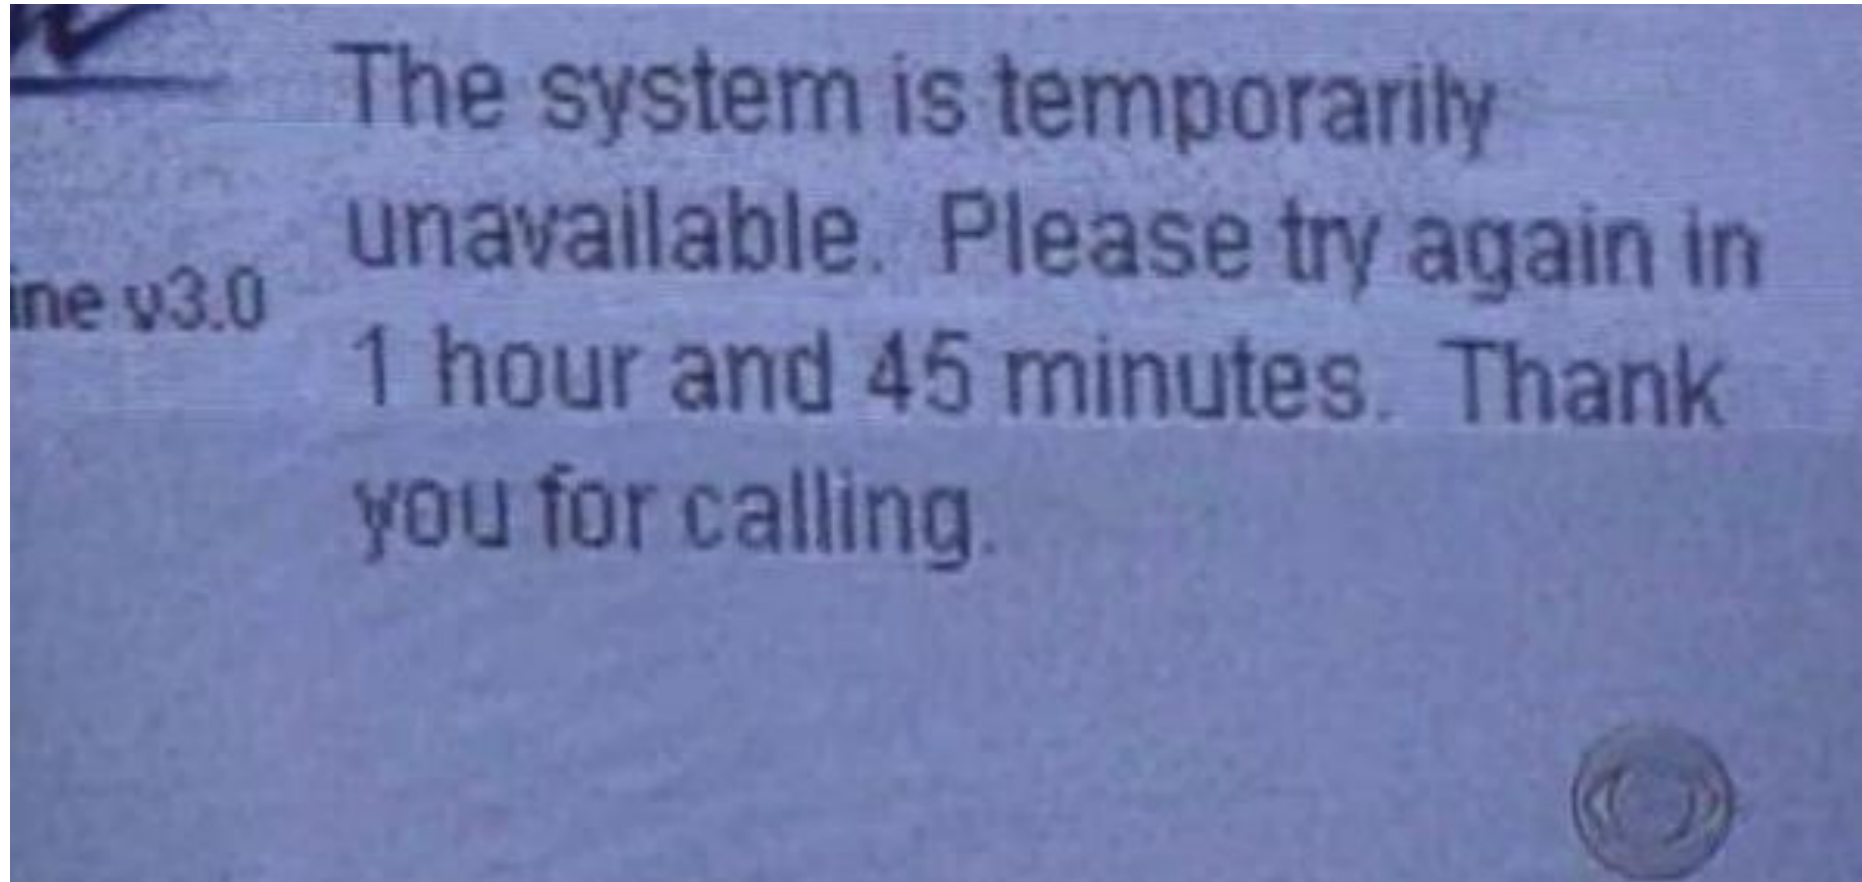 The system is temporarily
unavailable. Please try again in
ine v3.0
1 hour and 45 minutes. Thank
you for calling.